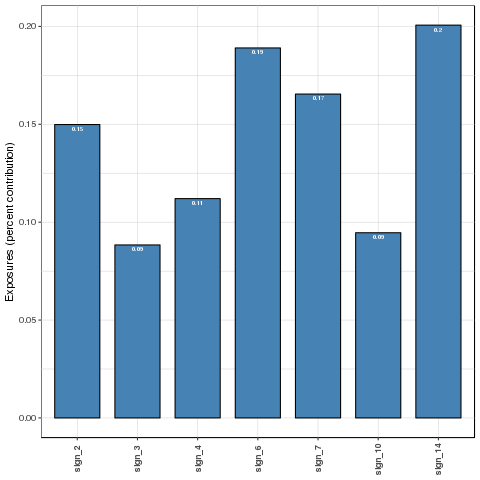 Exposures (percent contribution)
0.20
0.15
0.10
0.05
0.00
0.15
0.09
0.11
0.19
0.17
0.09
0.2
sign_2
sign_3
sign_4
sign_6
sign_7
sign_10
sign_14